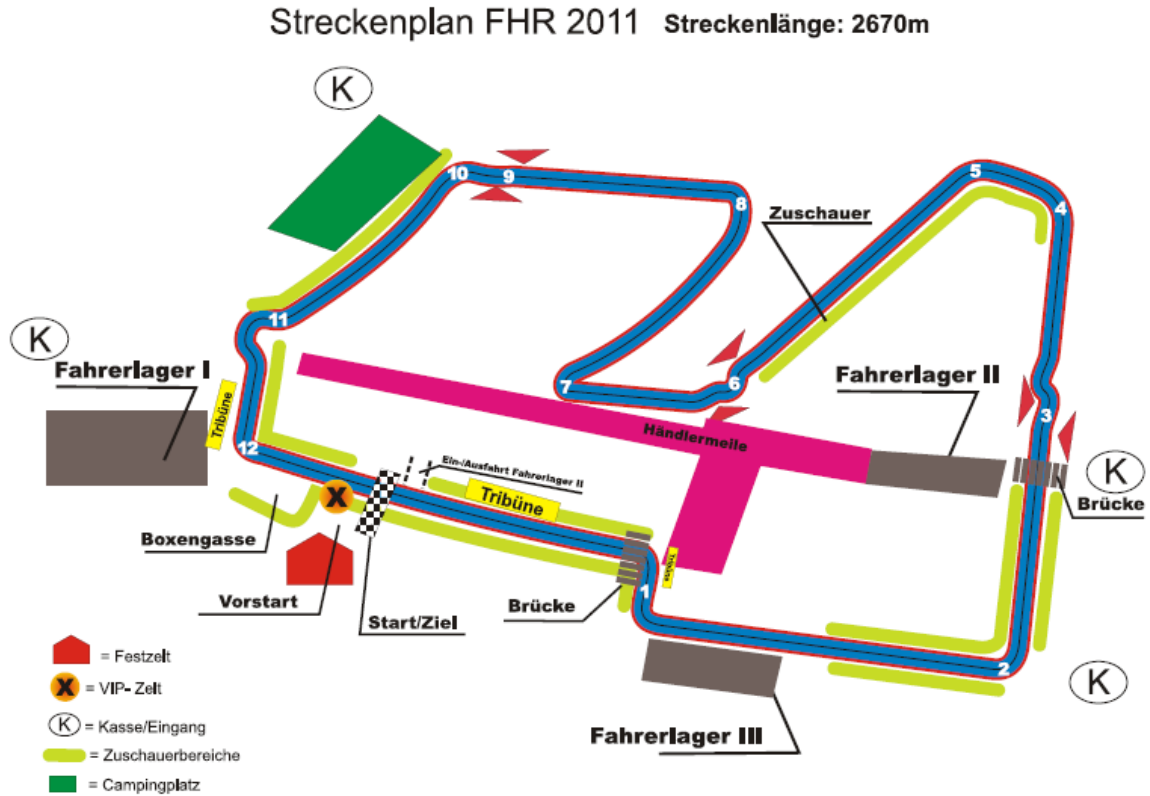 Streckenplan FHR 2011 Streckenlänge: 2670m
K
10
9
8
5
4
Zuschauer
11
K
Fahrerlager I
Tribüne
7
6
Fahrerlager II
3
Händlermeile
12
Ein-/Ausfahrt Fahrerlager II
Tribüne
X
K
Brücke
Boxengasse
Tribüne
1
Vorstart
Start/Ziel
Brücke
2
K
Fahrerlager III
= Festzelt
X = VIP- Zelt
K = Kasse/Eingang
= Zuschauerbereiche
= Campingplatz